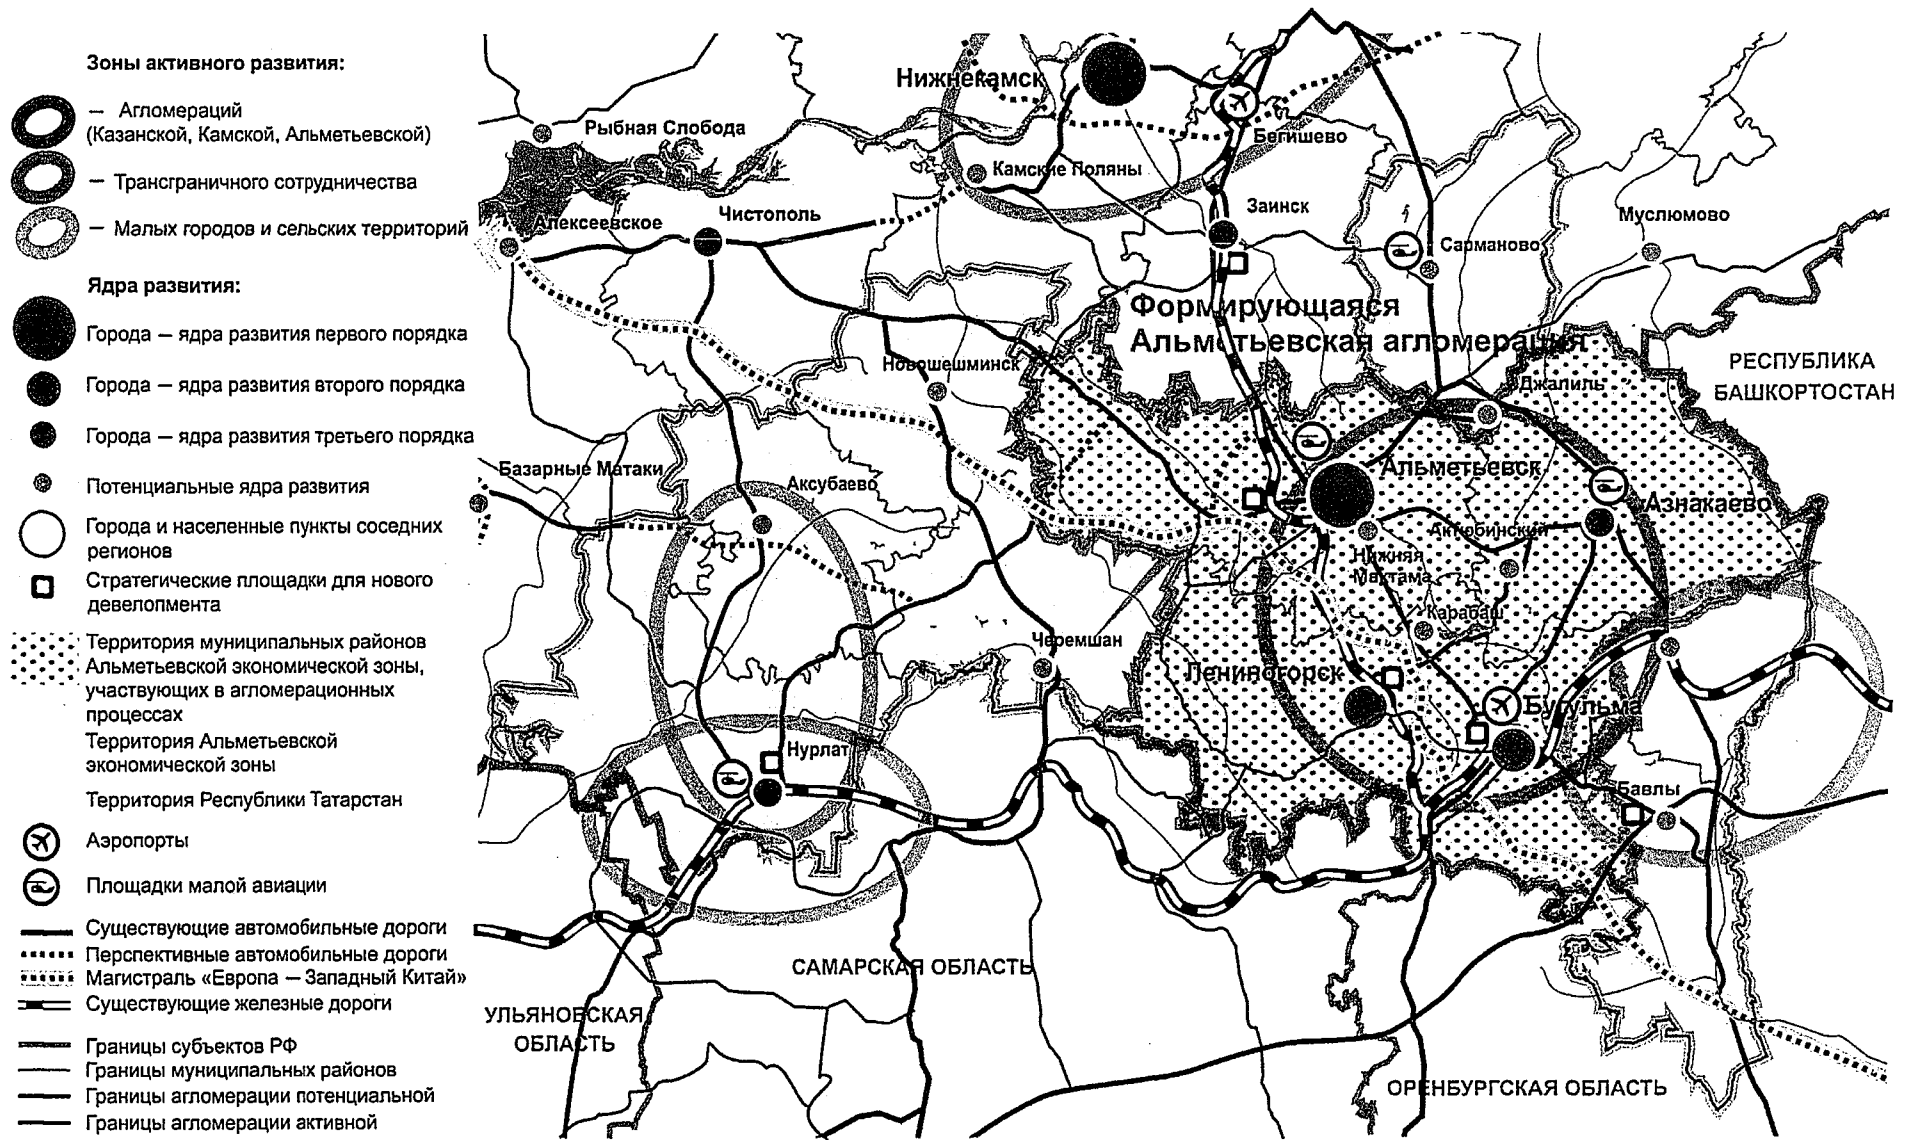 Зоны активного развития:
— Агломераций
(Казанской, Камской, Альметьевской)
— Трансграничного сотрудничества
— Малых городов и сельских территорий
Ядра развития:
Города — ядра развития первого порядка
Города — ядра развития второго порядка
Города — ядра развития третьего порядка
Потенциальные ядра развития
Города и населенные пункты соседних
регионов
Стратегические площадки для нового
девелопмента
Территория муниципальных районов
Альметьевской экономической зоны,
участвующих в агломерационных
процессах
Территория Альметьевской
экономической зоны
Территория Республики Татарстан
Аэропорты
Площадки малой авиации
Существующие автомобильные дороги
Перспективные автомобильные дороги
Магистраль «Европа — Западный Китай»
Существующие железные дороги
Границы субъектов РФ
Границы муниципальных районов
Границы агломерации потенциальной
Границы агломерации активной
Нижнекамск
Рыбная Слобода
Бегишево
Камские Поляны
Алексеевское
Чистополь
Заинск
Муслюмово
Сарманово
Формирующаяся
Альметьевская агломерация
Новошешминск
Джалиль
РЕСПУБЛИКА
БАШКОРТОСТАН
Базарные Матаки
Аксубаево
Альметьевск
Азнакаево
Актюбинский
Нижняя
Мактама
Карабаш
Черемшан
Лениногорск
Бугульма
Нурлат
Бавлы
САМАРСКАЯ ОБЛАСТЬ
УЛЬЯНОВСКАЯ
ОБЛАСТЬ
ОРЕНБУРГСКАЯ ОБЛАСТЬ